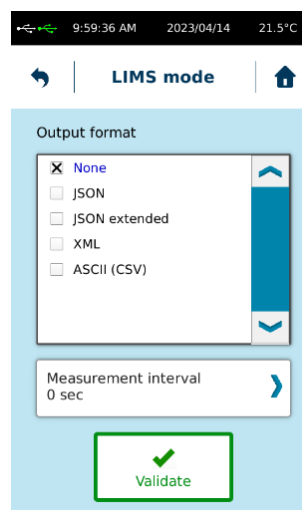 9:59:36 AM 2023/04/14 21.5°C
LIMS mode
Output format
None
JSON
JSON extended
XML
ASCII (CSV)
Measurement interval
0 sec
Validate